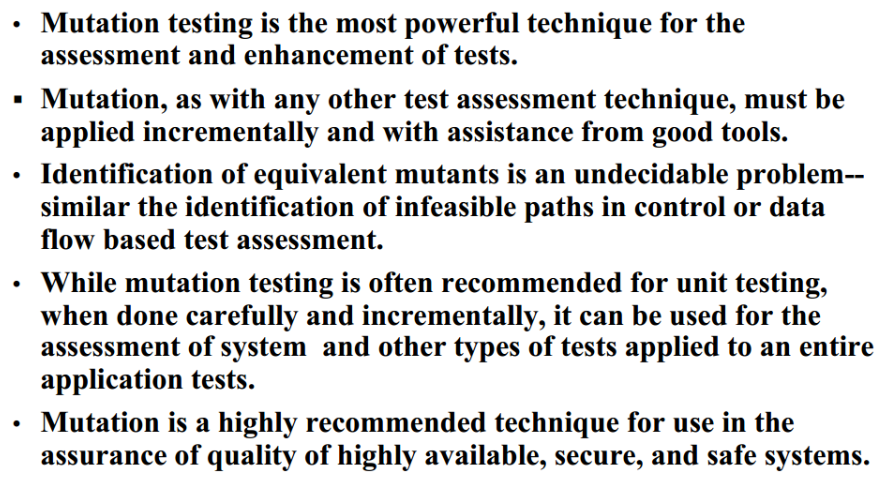 • Mutation testing is the most powerful technique for the
assessment and enhancement of tests.
▪ Mutation, as with any other test assessment technique, must be
applied incrementally and with assistance from good tools.
• Identification of equivalent mutants is an undecidable problem--
similar the identification of infeasible paths in control or data
flow based test assessment.
• While mutation testing is often recommended for unit testing,
when done carefully and incrementally, it can be used for the
assessment of system  and other types of tests applied to an entire
application tests.
• Mutation is a highly recommended technique for use in the
assurance of quality of highly available, secure, and safe systems.